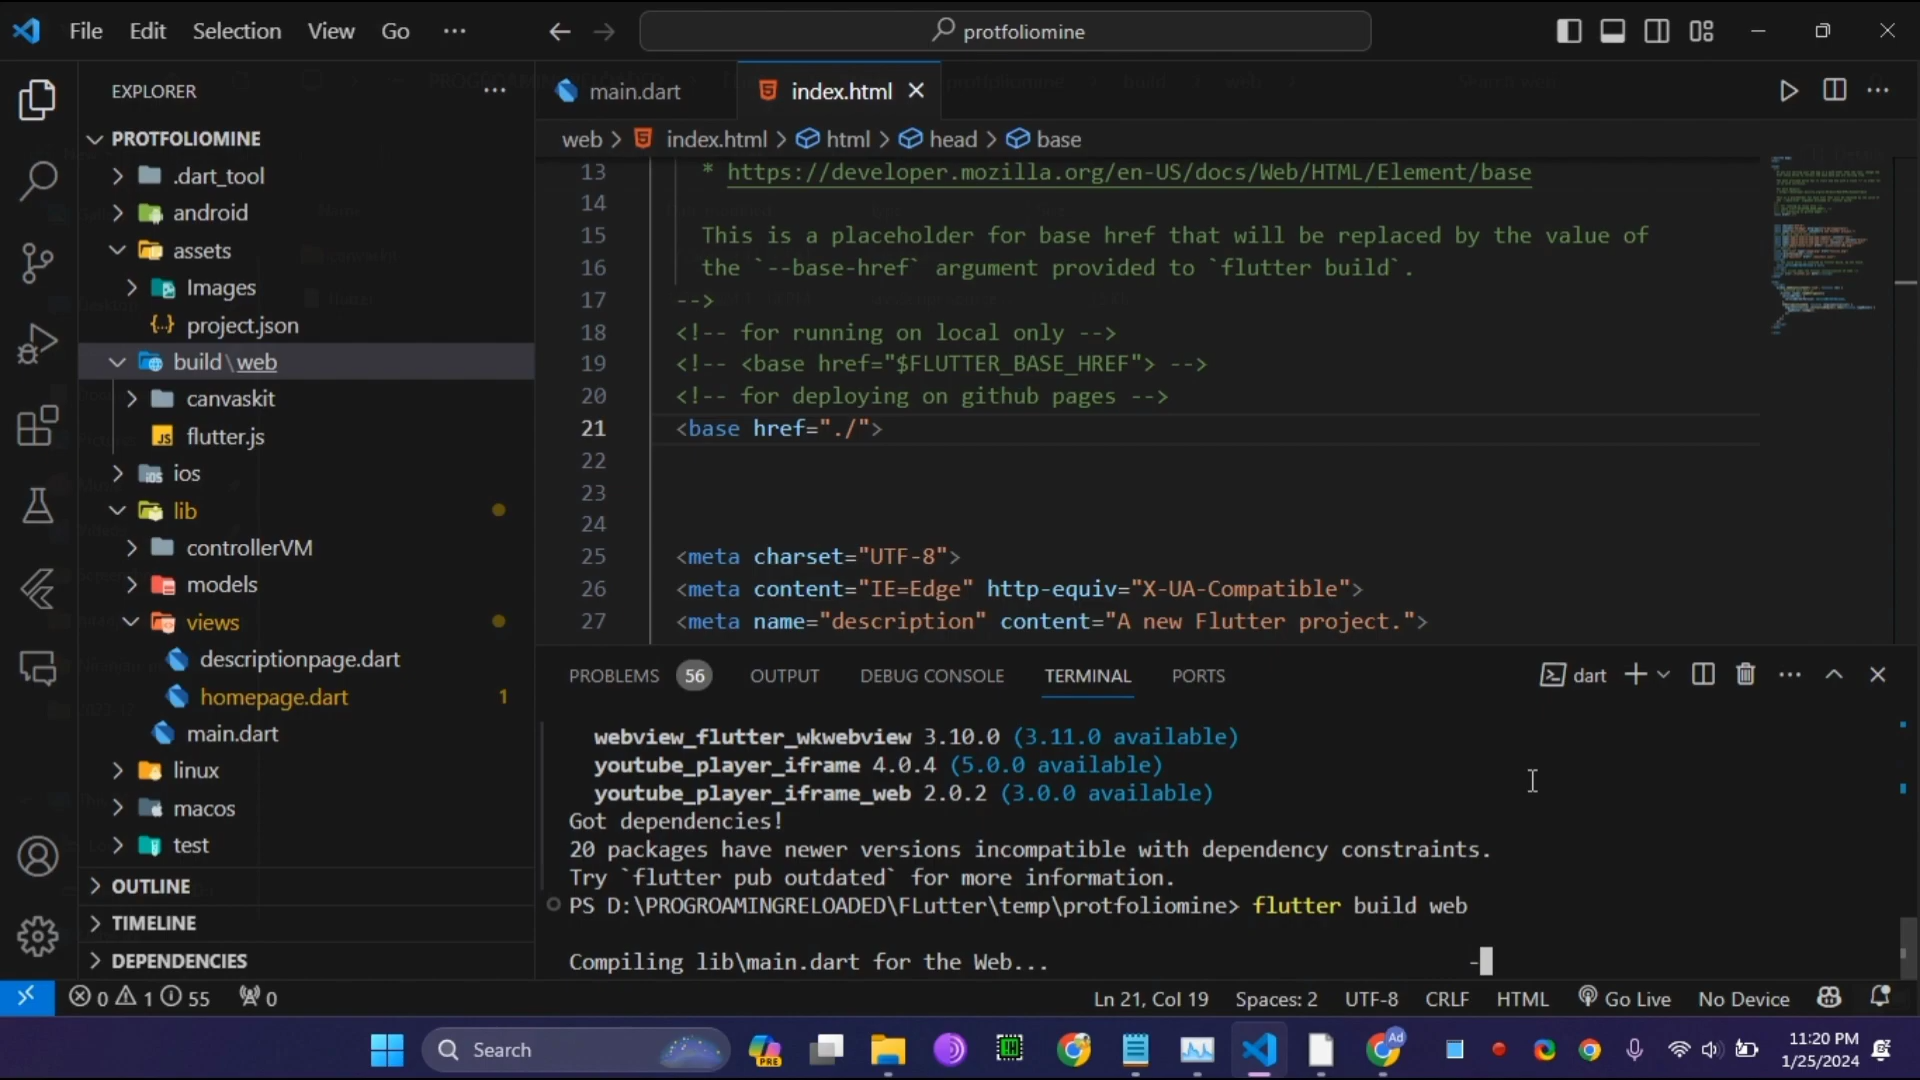 File Edit Selection View Go ···
protfoliomine
EXPLORER
PROTFOLIOMINE
.dart_tool
android
assets
Images
project.json
build\web
canvaskit
flutter.js
ios
lib
controllerVM
models
views
descriptionpage.dart
homepage.dart 1
main.dart
linux
macos
test
OUTLINE
TIMELINE
DEPENDENCIES
main.dart index.html
web > index.html > html > head > base
13 * https://developer.mozilla.org/en-US/docs/Web/HTML/Element/base
14
15 This is a placeholder for base href that will be replaced by the value of
16 the `--base-href` argument provided to `flutter build`.
17 -->
18 <!-- for running on local only -->
19 <!-- <base href="$FLUTTER_BASE_HREF"> -->
20 <!-- for deploying on github pages -->
21 <base href="./">
22
23
24
25 <meta charset="UTF-8">
26 <meta content="IE=Edge" http-equiv="X-UA-Compatible">
27 <meta name="description" content="A new Flutter project.">
PROBLEMS 56 OUTPUT DEBUG CONSOLE TERMINAL PORTS dart
webview_flutter_wkwebview 3.10.0 (3.11.0 available)
youtube_player_iframe 4.0.4 (5.0.0 available)
youtube_player_iframe_web 2.0.2 (3.0.0 available)
Got dependencies!
20 packages have newer versions incompatible with dependency constraints.
Try `flutter pub outdated` for more information.
PS D:\PROGROAMINGRELOADED\FLutter\temp\protfoliomine> flutter build web
Compiling lib\main.dart for the Web... -
0 1 55 0 Ln 21, Col 19 Spaces: 2 UTF-8 CRLF HTML Go Live No Device
Search PRE Ad 11:20 PM
1/25/2024